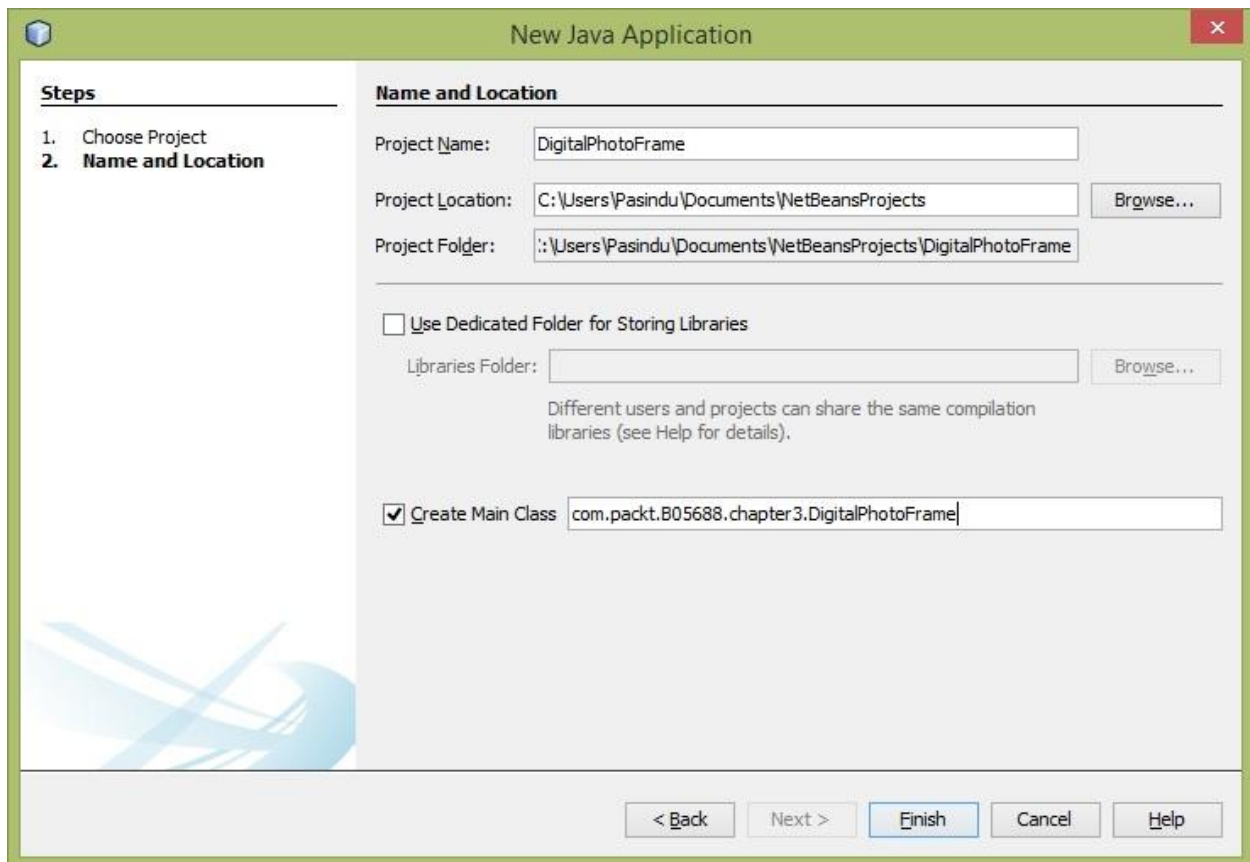 New Java Application
Steps
1. Choose Project
2. Name and Location
Name and Location
Project Name: DigitalPhotoFrame
Project Location: C:\Users\Pasindu\Documents\NetBeansProjects Browse...
Project Folder: :\Users\Pasindu\Documents\NetBeansProjects\DigitalPhotoFrame
Use Dedicated Folder for Storing Libraries
Libraries Folder: Browse...
Different users and projects can share the same compilation
libraries (see Help for details).
Create Main Class com.packt.B05688.chapter3.DigitalPhotoFrame
< Back Next > Finish Cancel Help